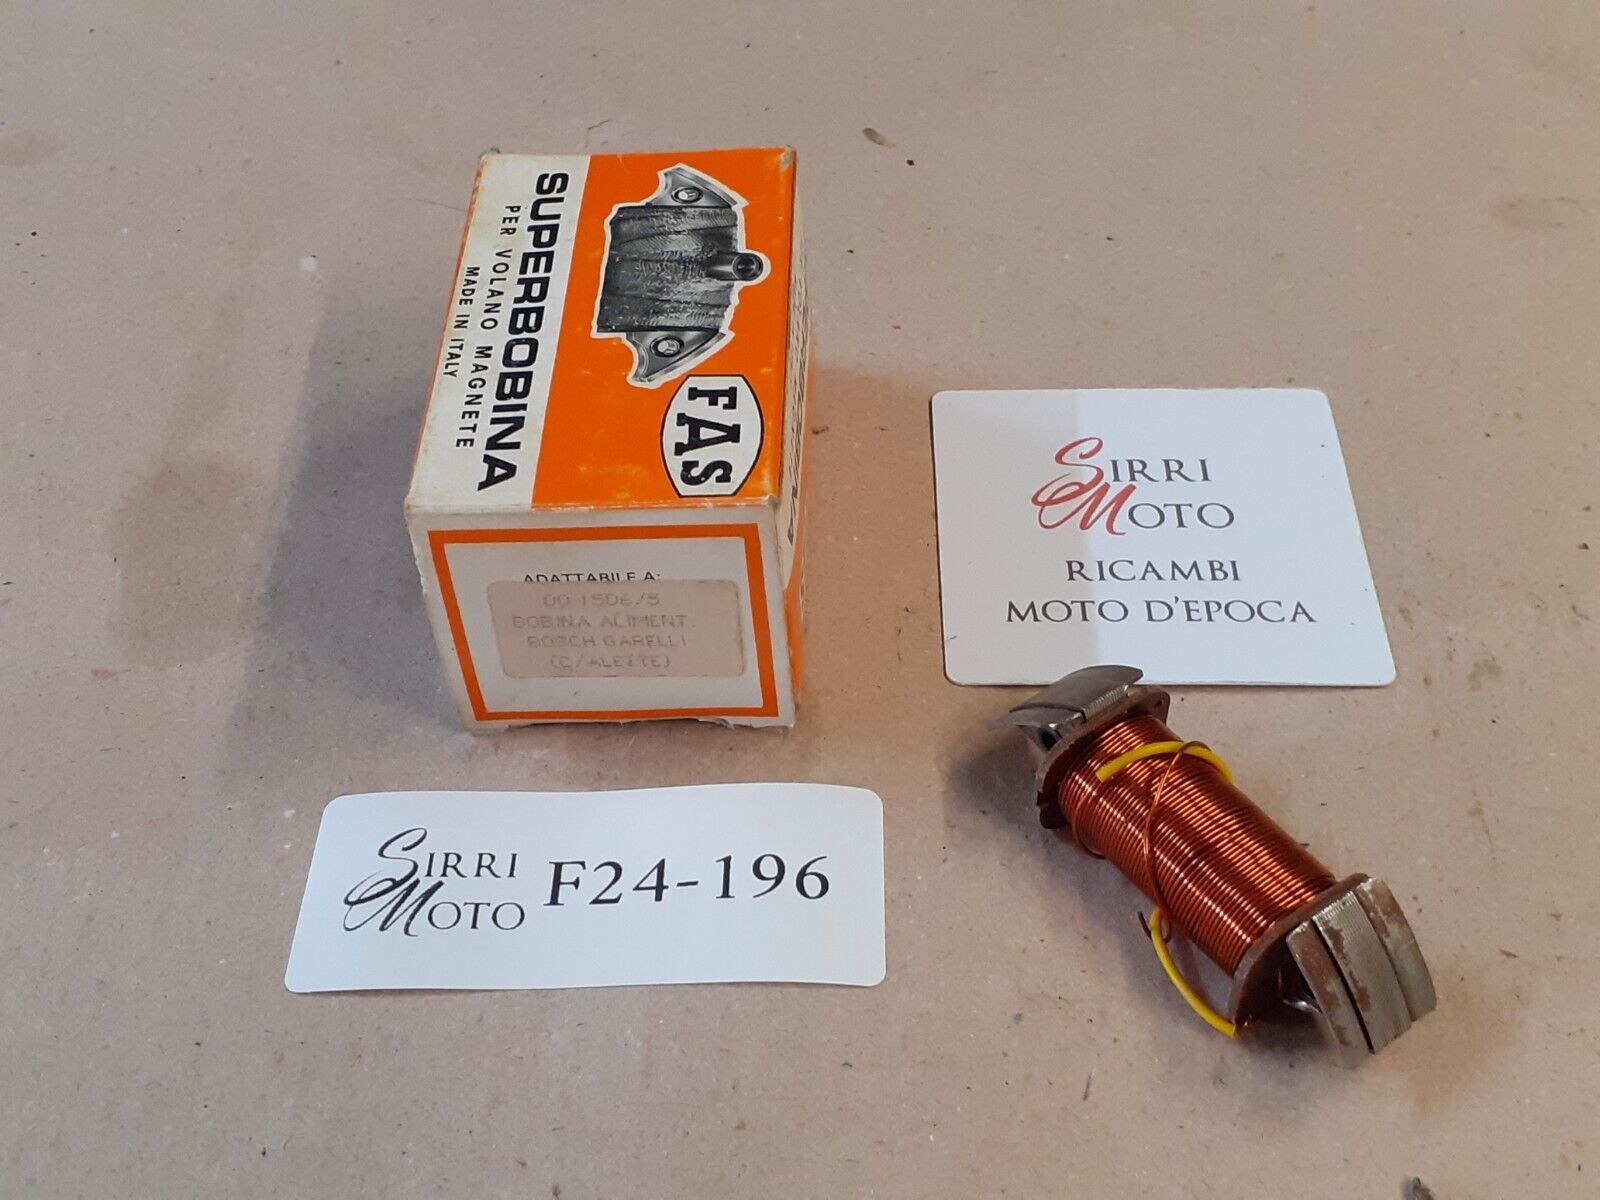 SUPERBOBINA
PER VOLANO MAGNETE
MADE IN ITALY
FAS
ADATTABILE A:
00 1506/5
BOBINA ALIMENT.
BOSCH GARELLI
(C/ALETTE)
SIRRI
MOTO
RICAMBI
MOTO D'EPOCA
SIRRI
MOTO
F24-196